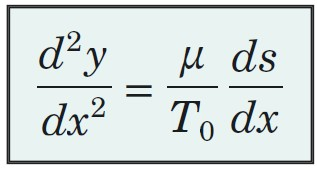 d²y/dx² = μ/T₀ ds/dx